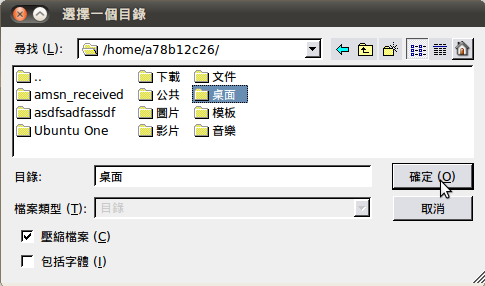 選擇一個目錄
尋找 (L): /home/a78b12c26/
.. 下載 文件
amsn_received 公共 桌面
asdfsadfassdf 圖片 模板
Ubuntu One 影片 音樂
目錄: 桌面 確定 (O)
檔案類型 (T): 目錄 取消
壓縮檔案 (C)
包括字體 (I)